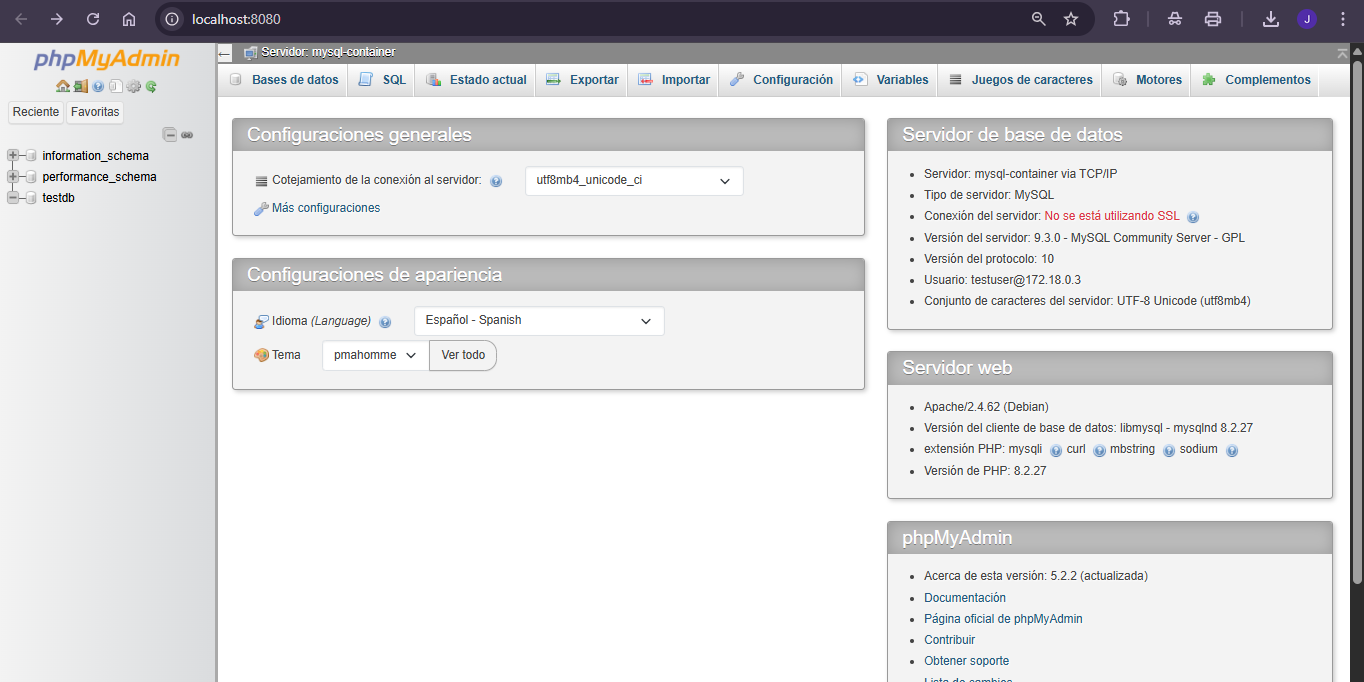 localhost:8080
J
phpMyAdmin
Reciente Favoritas
information_schema
performance_schema
testdb
Servidor: mysql-container
Bases de datos SQL Estado actual Exportar Importar Configuración Variables Juegos de caracteres Motores Complementos
Configuraciones generales
Cotejamiento de la conexión al servidor: utf8mb4_unicode_ci
Más configuraciones
Configuraciones de apariencia
Idioma (Language) Español - Spanish
Tema pmahomme Ver todo
Servidor de base de datos
Servidor: mysql-container via TCP/IP
Tipo de servidor: MySQL
Conexión del servidor: No se está utilizando SSL
Versión del servidor: 9.3.0 - MySQL Community Server - GPL
Versión del protocolo: 10
Usuario: testuser@172.18.0.3
Conjunto de caracteres del servidor: UTF-8 Unicode (utf8mb4)
Servidor web
Apache/2.4.62 (Debian)
Versión del cliente de base de datos: libmysql - mysqlnd 8.2.27
extensión PHP: mysqli curl mbstring sodium
Versión de PHP: 8.2.27
phpMyAdmin
Acerca de esta versión: 5.2.2 (actualizada)
Documentación
Página oficial de phpMyAdmin
Contribuir
Obtener soporte
Lista de cambios